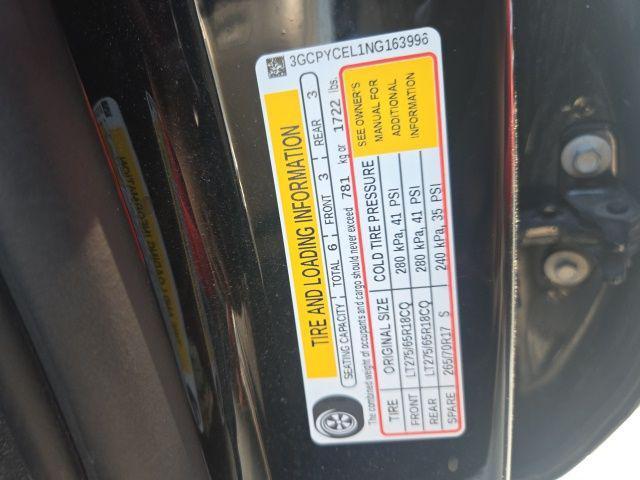 3GCPYCEL1NG163996
TIRE AND LOADING INFORMATION
SEATING CAPACITY TOTAL 6 FRONT 3 REAR 3
The combined weight of occupants and cargo should never exceed 781 kg or 1722 lbs.
TIRE ORIGINAL SIZE COLD TIRE PRESSURE
FRONT LT275/65R18CQ 280 kPa, 41 PSI
REAR LT275/65R18CQ 280 kPa, 41 PSI
SPARE 265/70R17 S 240 kPa, 35 PSI
SEE OWNER'S
MANUAL FOR
ADDITIONAL
INFORMATION